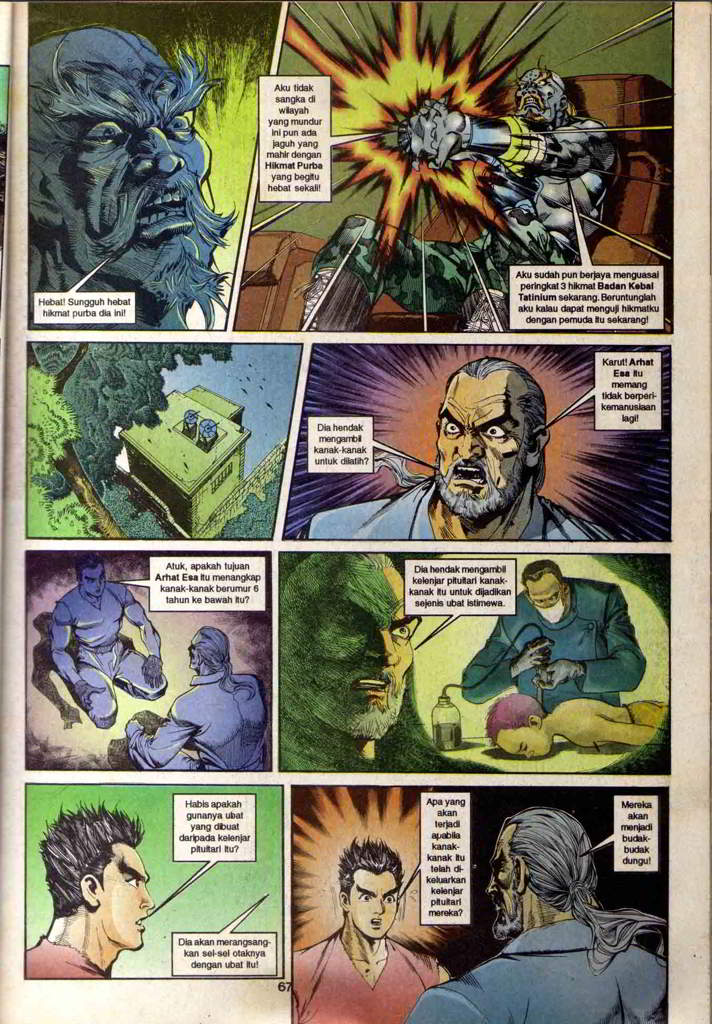 Aku tidak
sangka di
wilayah
yang mundur
ini pun ada
jaguh yang
mahir dengan
Hikmat Purba
yang begitu
hebat sekali!
Hebat! Sungguh hebat
hikmat purba dia ini!
Aku sudah pun berjaya menguasai
peringkat 3 hikmat Badan Kebal
Tatinium sekarang. Beruntunglah
aku kalau dapat menguji hikmatku
dengan pemuda itu sekarang!
Dia hendak
mengambil
kanak-kanak
untuk dilatih?
Karut! Arhat
Esa itu
memang
tidak berperi-
kemanusiaan
lagi!
Atuk, apakah tujuan
Arhat Esa itu menangkap
kanak-kanak berumur 6
tahun ke bawah itu?
Dia hendak mengambil
kelenjar pituitari kanak-
kanak itu untuk dijadikan
sejenis ubat istimewa.
Habis apakah
gunanya ubat
yang dibuat
daripada kelenjar
pituitari itu?
Dia akan merangsang-
kan sel-sel otaknya
dengan ubat itu!
Apa yang
akan
terjadi
apabila
kanak-
kanak itu
telah di-
keluarkan
kelenjar
pituitari
mereka?
Mereka
akan
menjadi
budak-
budak
dungu!
67